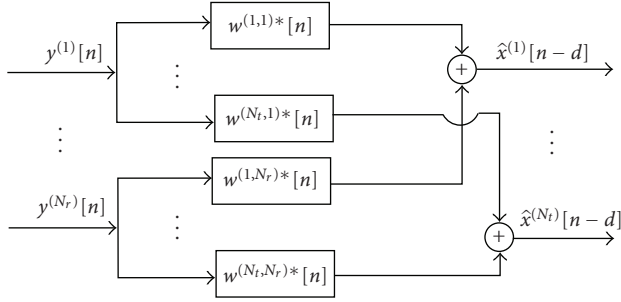 w^{(1,1)*}[n]
y^{(1)}[n]
+
x̂^{(1)}[n − d]
⋮
w^{(N_t,1)*}[n]
⋮
⋮
w^{(1,N_r)*}[n]
y^{(N_r)}[n]
⋮
+
x̂^{(N_t)}[n − d]
w^{(N_t,N_r)*}[n]